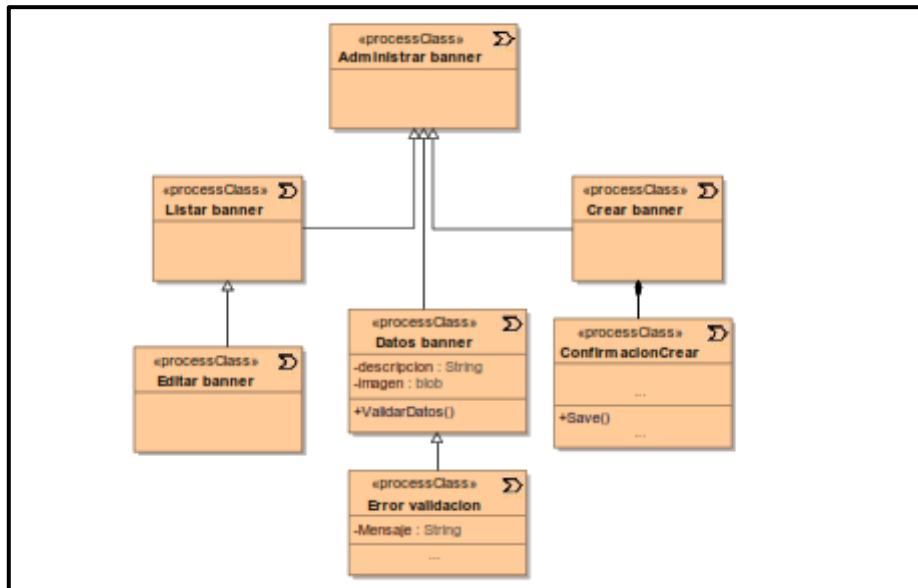 «processClass»
Administrar banner
«processClass»
Listar banner
«processClass»
Crear banner
«processClass»
Datos banner
-descripcion : String
-imagen : blob
+ValidarDatos()
«processClass»
ConfirmacionCrear
...
+Save()
...
«processClass»
Editar banner
«processClass»
Error validacion
-Mensaje : String
...